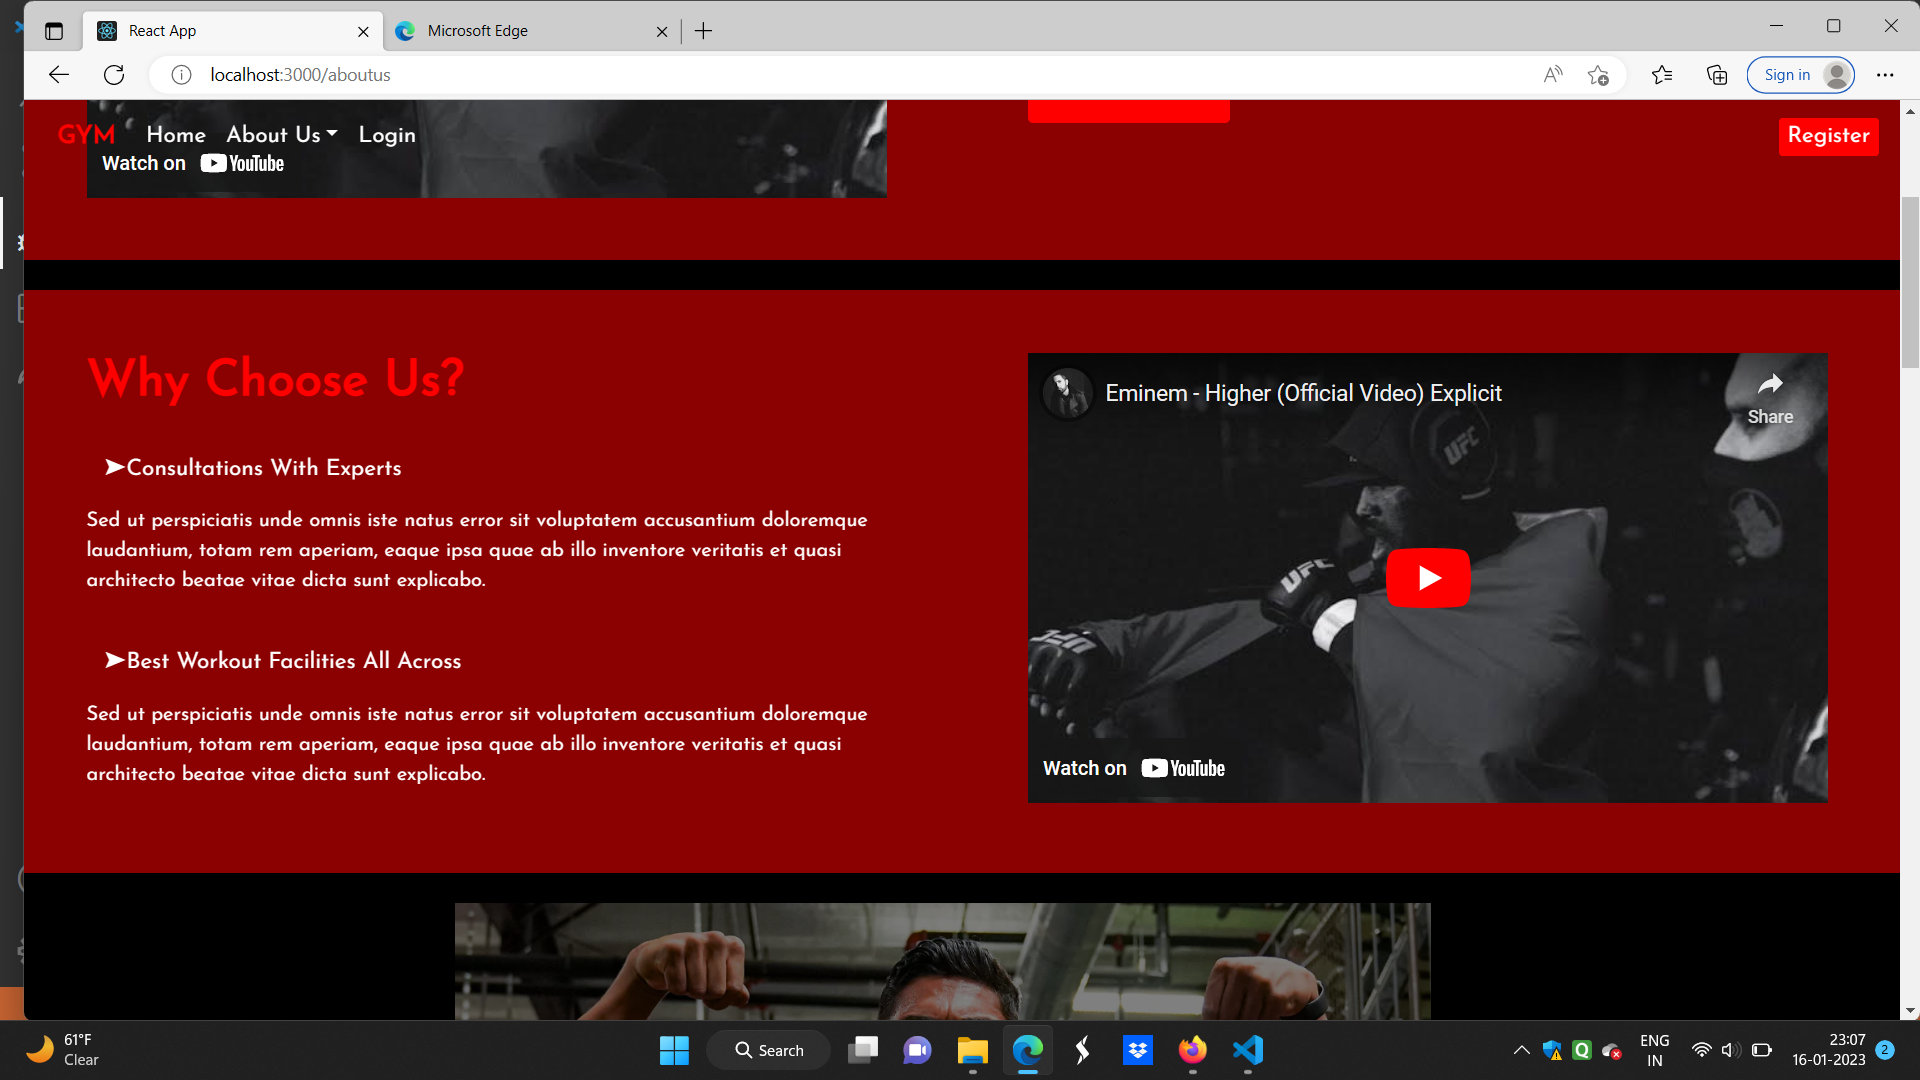 React App
Microsoft Edge
localhost:3000/aboutus
Sign in
GYM Home About Us Login
Register
Watch on YouTube
Why Choose Us?
➤Consultations With Experts
Sed ut perspiciatis unde omnis iste natus error sit voluptatem accusantium doloremque
laudantium, totam rem aperiam, eaque ipsa quae ab illo inventore veritatis et quasi
architecto beatae vitae dicta sunt explicabo.
➤Best Workout Facilities All Across
Sed ut perspiciatis unde omnis iste natus error sit voluptatem accusantium doloremque
laudantium, totam rem aperiam, eaque ipsa quae ab illo inventore veritatis et quasi
architecto beatae vitae dicta sunt explicabo.
Eminem - Higher (Official Video) Explicit
Share
UFC
UFC
UFC
Watch on YouTube
61°F
Clear
Search
ENG
IN
23:07
16-01-2023
2